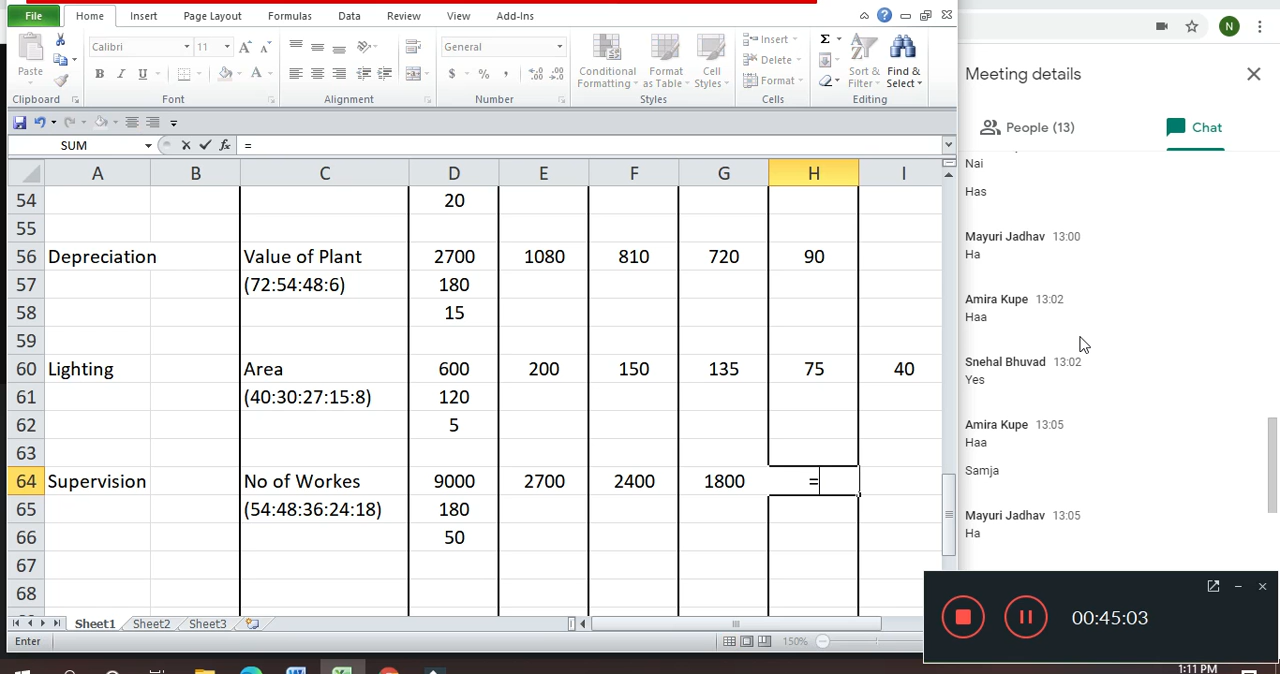 File Home Insert Page Layout Formulas Data Review View Add-Ins
Calibri 11 General Insert Σ
Paste B I U $ % , Conditional Formatting Format as Table Cell Styles Delete Format Sort & Filter Find & Select
Clipboard Font Alignment Number Styles Cells Editing
SUM fx =
A B C D E F G H I
54 20
55
56 Depreciation Value of Plant 2700 1080 810 720 90
57 (72:54:48:6) 180
58 15
59
60 Lighting Area 600 200 150 135 75 40
61 (40:30:27:15:8) 120
62 5
63
64 Supervision No of Workes 9000 2700 2400 1800 =
65 (54:48:36:24:18) 180
66 50
67
68
Sheet1 Sheet2 Sheet3
Enter 150%
N
Meeting details
People (13) Chat
Nai
Has
Mayuri Jadhav 13:00
Ha
Amira Kupe 13:02
Haa
Snehal Bhuvad 13:02
Yes
Amira Kupe 13:05
Haa
Samja
Mayuri Jadhav 13:05
Ha
00:45:03
1:11 PM